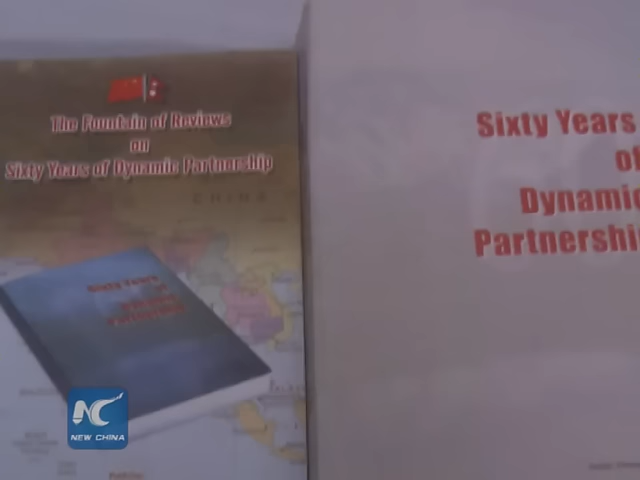 The Fountain of Reviews
on
Sixty Years of Dynamic Partnership
CHINA
Sixty Years
of
Dynamic
Partnership
NEW CHINA
Sixty Years
of
Dynamic
Partnershi